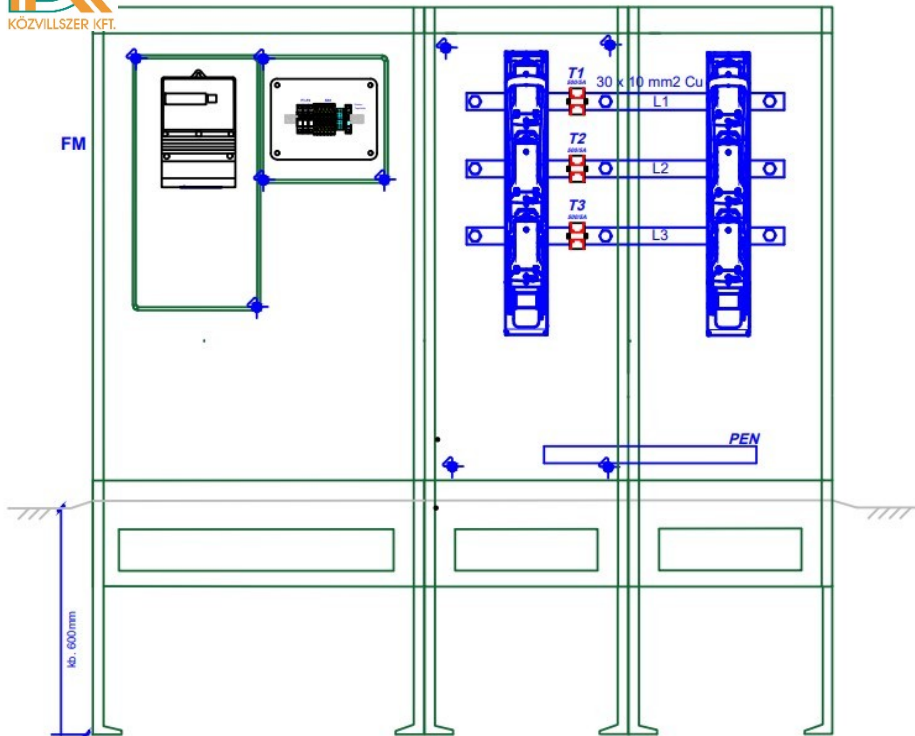 KÖZVILLSZER KFT.
FM
T1
30 x 10 mm2 Cu
L1
T2
L2
T3
L3
PEN
kb. 600mm